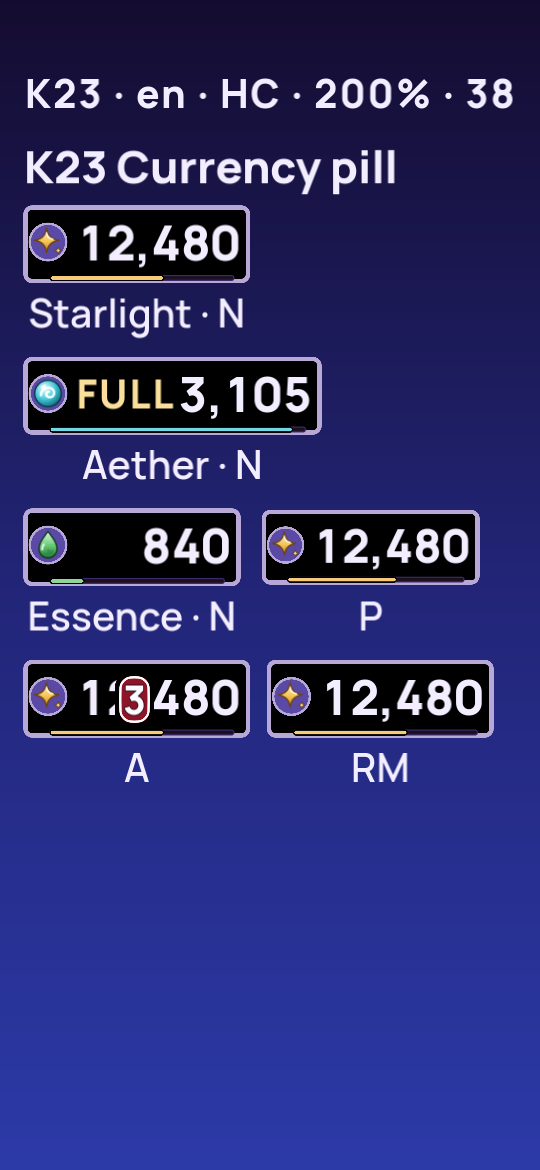 K23 · en · HC · 200% · 38
K23 Currency pill
12,480
Starlight · N
FULL 3,105
Aether · N
840 12,480
Essence · N P
3 12,480
A RM